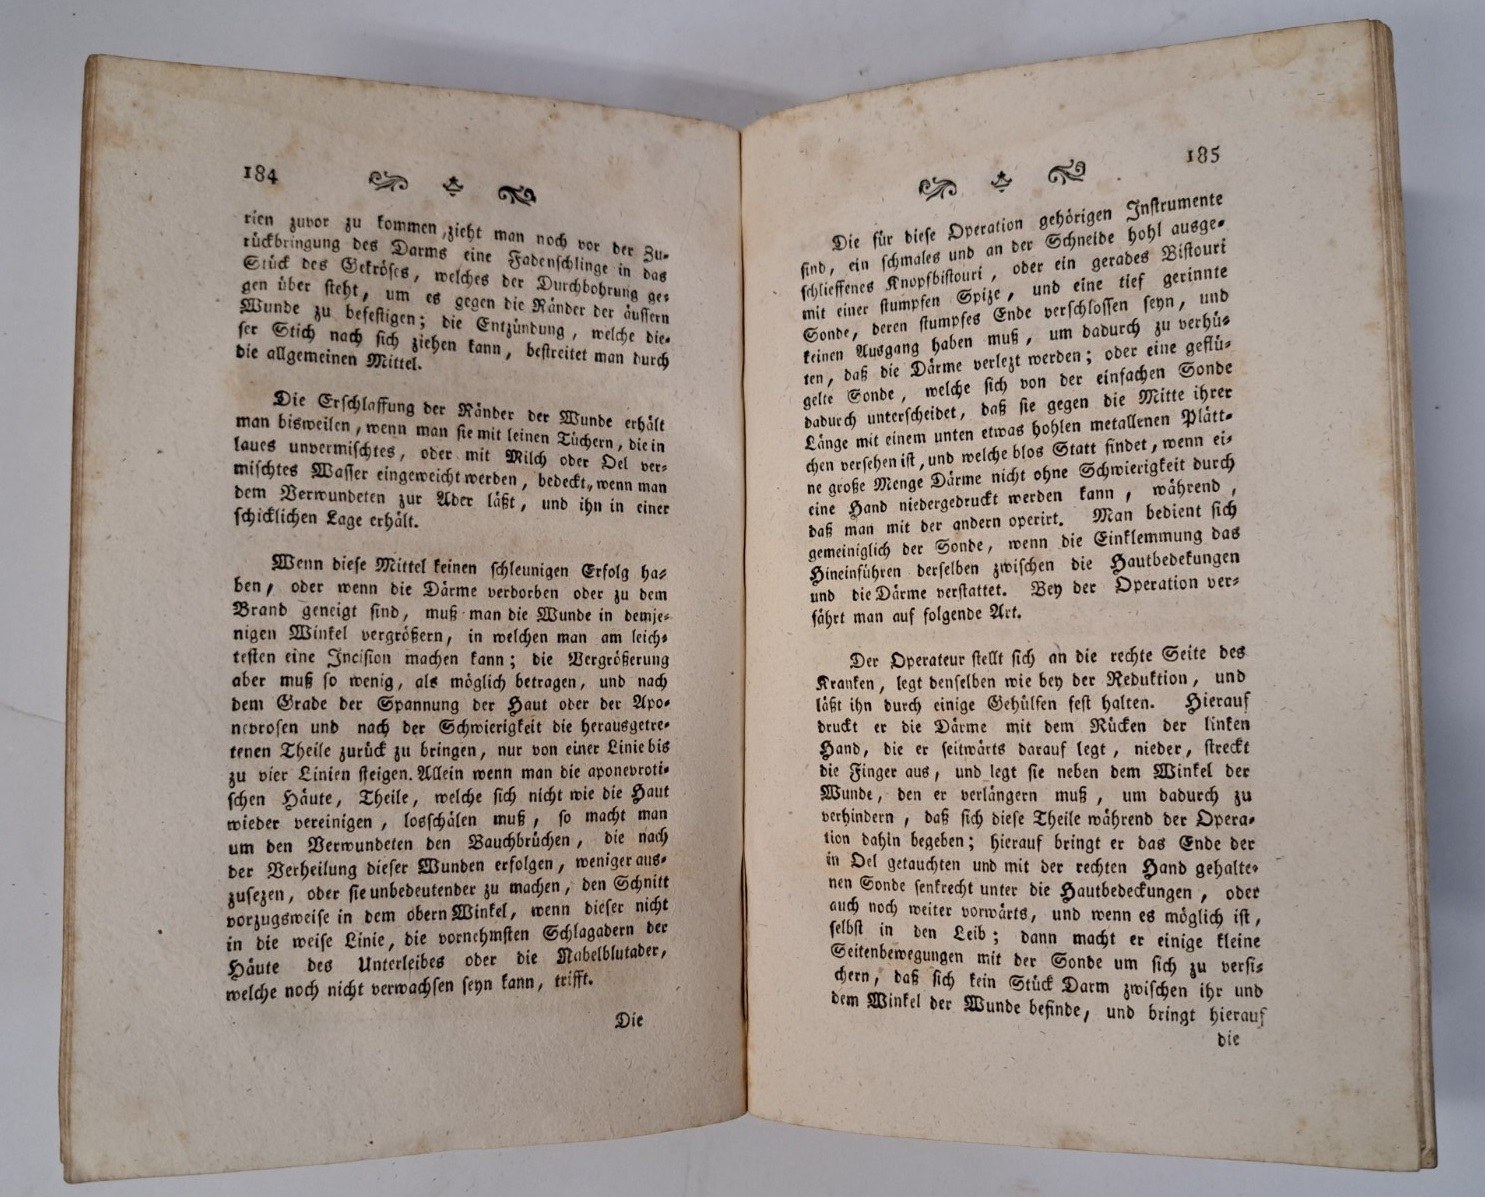 184
rien zuvor zu kommen, zieht man noch vor der Zu-
rückbringung des Darms eine Fadenschlinge in das
Stück des Gekröses, welches der Durchbohrung ge-
gen über steht, um es gegen die Ränder der äussern
Wunde zu befestigen; die Entzündung, welche die-
ser Stich nach sich ziehen kann, bestreitet man durch
die allgemeinen Mittel.
Die Erschlaffung der Ränder der Wunde erhält
man bisweilen, wenn man sie mit leinen Tüchern, die in
laues unvermischtes, oder mit Milch oder Oel ver-
mischtes Wasser eingeweicht werden, bedeckt, wenn man
dem Verwundeten zur Ader läßt, und ihn in einer
schicklichen Lage erhält.
Wenn diese Mittel keinen schleunigen Erfolg ha-
ben, oder wenn die Därme verborben oder zu dem
Brand geneigt sind, muß man die Wunde in demje-
nigen Winkel vergrößern, in welchen man am leich-
testen eine Incision machen kann; die Vergrößerung
aber muß so wenig, als möglich betragen, und nach
dem Grade der Spannung der Haut oder der Apo-
nevrosen und nach der Schwierigkeit die herausgetre-
tenen Theile zurück zu bringen, nur von einer Linie bis
zu vier Linien steigen. Allein wenn man die aponevroti-
schen Häute, Theile, welche sich nicht wie die Haut
wieder vereinigen, losschälen muß, so macht man
um den Verwundeten den Bauchbrüchen, die nach
der Verheilung dieser Wunden erfolgen, weniger aus-
zusezen, oder sie unbedeutender zu machen, den Schnitt
vorzugsweise in dem obern Winkel, wenn dieser nicht
in die weise Linie, die vornehmsten Schlagadern der
Häute des Unterleibes oder die Nabelblutader,
welche noch nicht verwachsen seyn kann, trifft.
Die
185
Die für diese Operation gehörigen Instrumente
sind, ein schmales und an der Schneide hohl ausge-
schlieffenes Knopfbistouri, oder ein gerades Bistouri
mit einer stumpfen Spize, und eine tief gerinnte
Sonde, deren stumpfes Ende verschlossen seyn, und
keinen Ausgang haben muß, um dadurch zu verhü-
ten, daß die Därme verlezt werden; oder eine geflü-
gelte Sonde, welche sich von der einfachen Sonde
dadurch unterscheidet, daß sie gegen die Mitte ihrer
Länge mit einem unten etwas hohlen metallenen Plätt-
chen versehen ist, und welche blos Statt findet, wenn ei-
ne große Menge Därme nicht ohne Schwierigkeit durch
eine Hand niedergedruckt werden kann, während,
daß man mit der andern operirt. Man bedient sich
gemeiniglich der Sonde, wenn die Einklemmung das
Hineinführen derselben zwischen die Hautbedekungen
und die Därme verstattet. Bey der Operation ver-
fährt man auf folgende Art.
Der Operateur stellt sich an die rechte Seite des
Kranken, legt denselben wie bey der Reduktion, und
läßt ihn durch einige Gehülfen fest halten. Hierauf
druckt er die Därme mit dem Rücken der linken
Hand, die er seitwärts darauf legt, nieder, streckt
die Finger aus, und legt sie neben dem Winkel der
Wunde, den er verlängern muß, um dadurch zu
verhindern, daß sich diese Theile während der Opera-
tion dahin begeben; hierauf bringt er das Ende der
in Oel getauchten und mit der rechten Hand gehalte-
nen Sonde senkrecht unter die Hautbedeckungen, oder
auch noch weiter vorwärts, und wenn es möglich ist,
selbst in den Leib; dann macht er einige kleine
Seitenbewegungen mit der Sonde um sich zu versi-
chern, daß sich kein Stück Darm zwischen ihr und
dem Winkel der Wunde befinde, und bringt hierauf
die